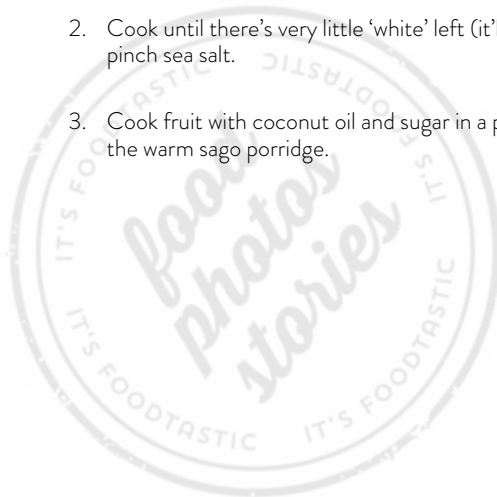 2. Cook until there’s very little ‘white’ left (it’
pinch sea salt.
3. Cook fruit with coconut oil and sugar in a
the warm sago porridge.
IT'S FOODTASTIC
IT'S FOODTASTIC
IT'S FOODTASTIC
IT'S FOODTASTIC
food
photos
stories